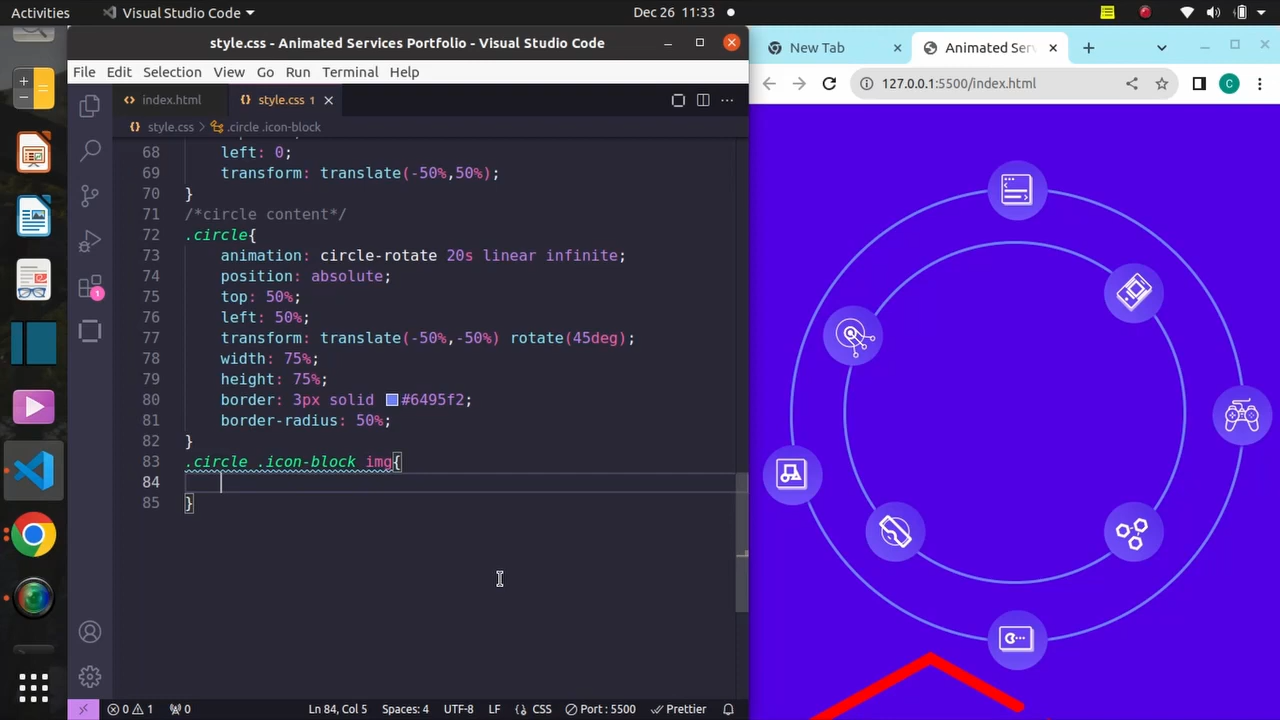 Activities
Visual Studio Code
Dec 26 11:33
style.css - Animated Services Portfolio - Visual Studio Code
File Edit Selection View Go Run Terminal Help
index.html
style.css 1
style.css > .circle .icon-block
68 left: 0;
69 transform: translate(-50%,50%);
70 }
71 /*circle content*/
72 .circle{
73 animation: circle-rotate 20s linear infinite;
74 position: absolute;
75 top: 50%;
76 left: 50%;
77 transform: translate(-50%,-50%) rotate(45deg);
78 width: 75%;
79 height: 75%;
80 border: 3px solid #6495f2;
81 border-radius: 50%;
82 }
83 .circle .icon-block img{
84
85 }
1
0 1 0 Ln 84, Col 5 Spaces: 4 UTF-8 LF CSS Port : 5500 Prettier
New Tab
Animated Ser
127.0.0.1:5500/index.html
C